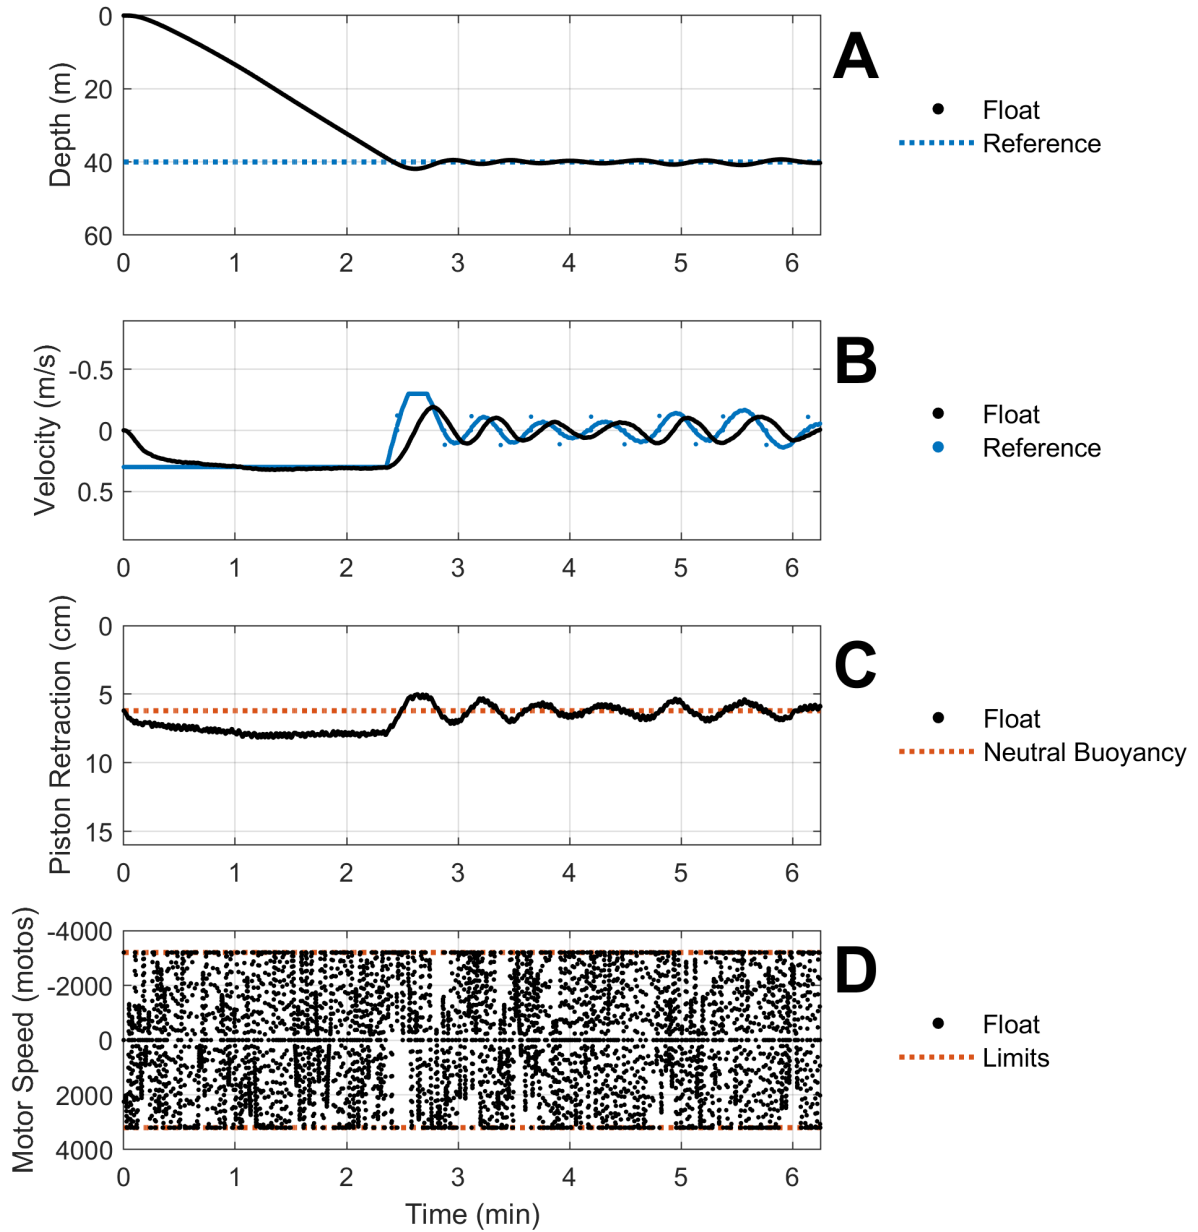 A
Depth (m)
0
20
40
60
0 1 2 3 4 5 6
Float
Reference
B
Velocity (m/s)
-0.5
0
0.5
0 1 2 3 4 5 6
Float
Reference
C
Piston Retraction (cm)
0
5
10
15
0 1 2 3 4 5 6
Float
Neutral Buoyancy
D
Motor Speed (motos)
-4000
-2000
0
2000
4000
0 1 2 3 4 5 6
Time (min)
Float
Limits